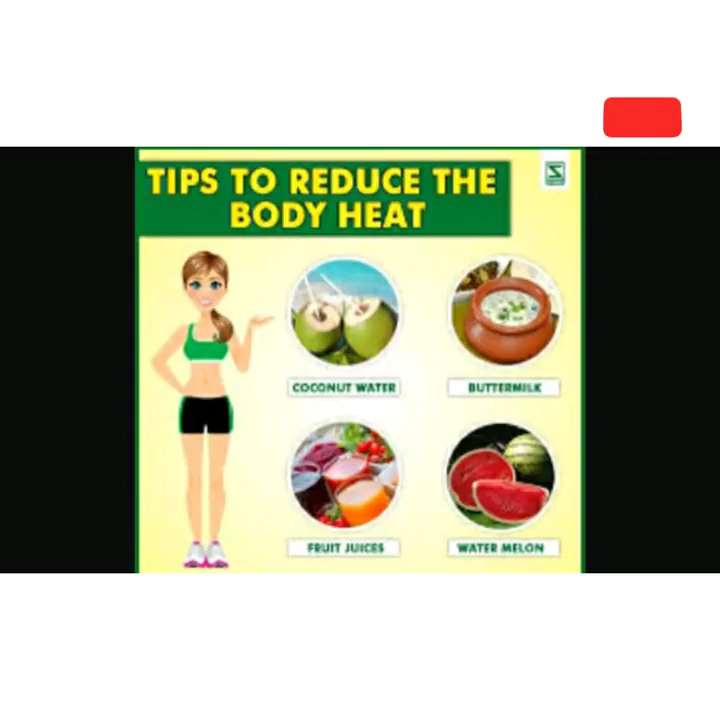 TIPS TO REDUCE THE
BODY HEAT
COCONUT WATER
BUTTERMILK
FRUIT JUICES
WATER MELON